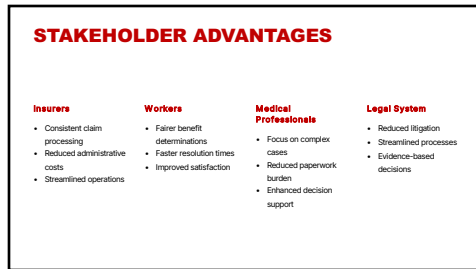 STAKEHOLDER ADVANTAGES
Insurers
• Consistent claim
processing
• Reduced administrative
costs
• Streamlined operations
Workers
• Fairer benefit
determinations
• Faster resolution times
• Improved satisfaction
Medical
Professionals
• Focus on complex
cases
• Reduced paperwork
burden
• Enhanced decision
support
Legal System
• Reduced litigation
• Streamlined processes
• Evidence-based
decisions